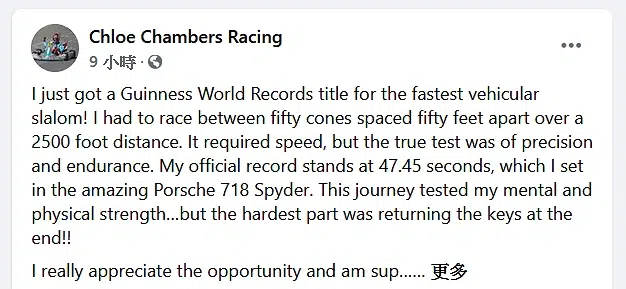 Chloe Chambers Racing
9 小時 ·
I just got a Guinness World Records title for the fastest vehicular
slalom! I had to race between fifty cones spaced fifty feet apart over a
2500 foot distance. It required speed, but the true test was of precision
and endurance. My official record stands at 47.45 seconds, which I set
in the amazing Porsche 718 Spyder. This journey tested my mental and
physical strength...but the hardest part was returning the keys at the
end!!
I really appreciate the opportunity and am sup...... 更多